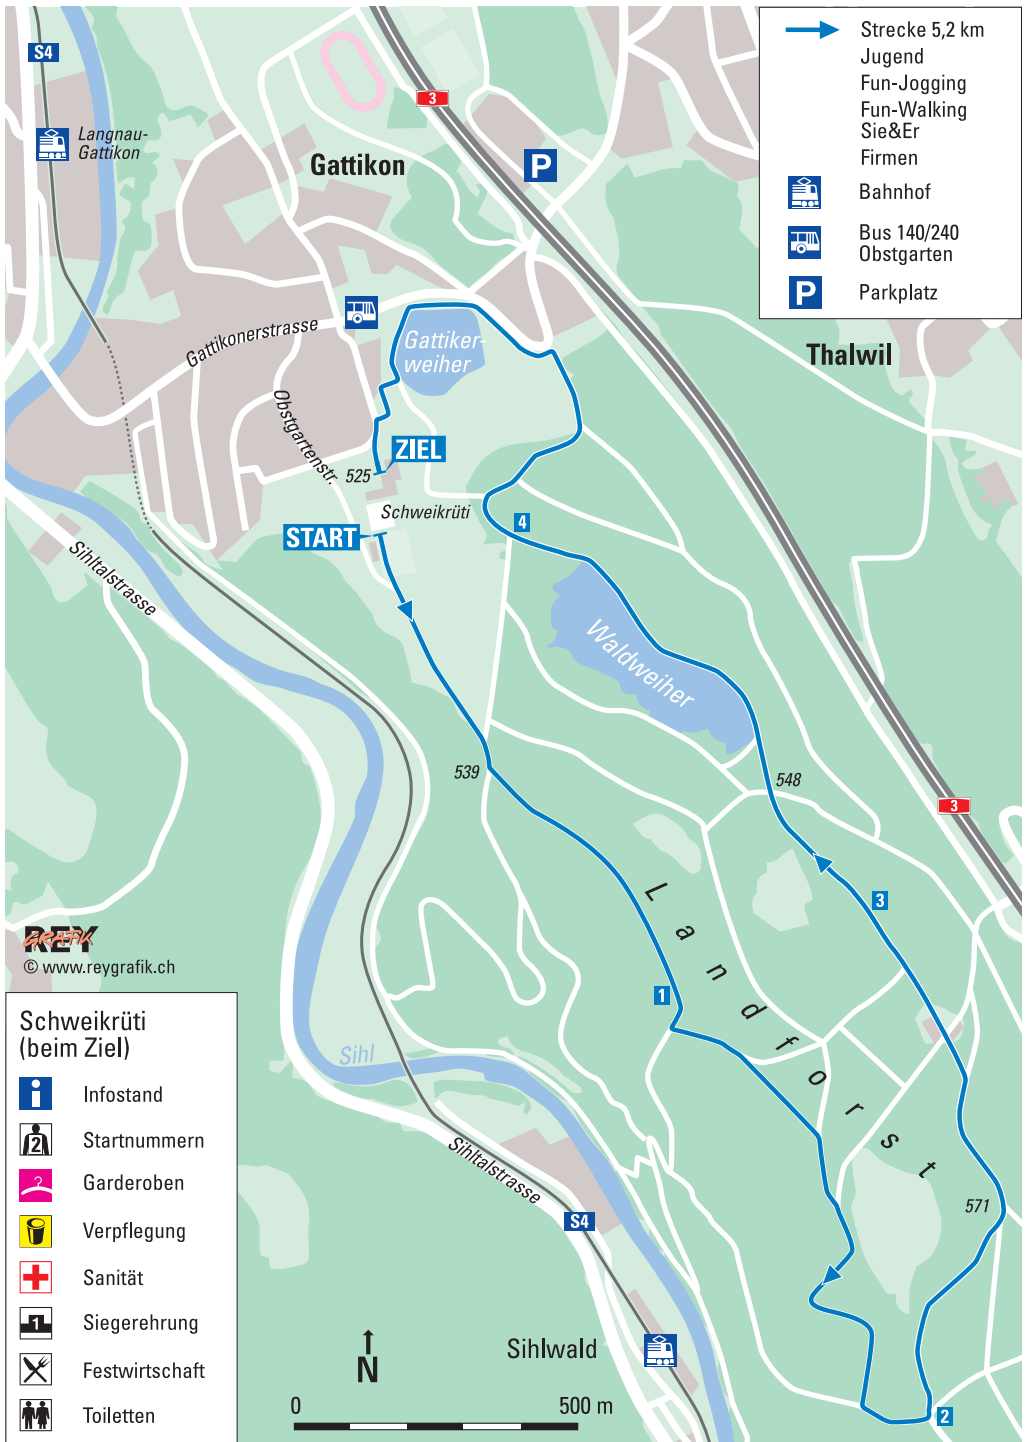 S4
Langnau-
Gattikon
3
Gattikon
P
Strecke 5,2 km
Jugend
Fun-Jogging
Fun-Walking
Sie&Er
Firmen
Bahnhof
Bus 140/240
Obstgarten
P
Parkplatz
Thalwil
Gattikonerstrasse
Gattiker-
weiher
Obstgartenstr.
ZIEL
525
Schweikrüti
START
4
Sihltalstrasse
Waldweiher
539
548
3
3
Landforst
1
REY
GRAFIK
© www.reygrafik.ch
Schweikrüti
(beim Ziel)
i
Infostand
2
Startnummern
Garderoben
Verpflegung
Sanität
1
Siegerehrung
Festwirtschaft
Toiletten
Sihl
Sihltalstrasse
S4
571
Sihlwald
N
0
500 m
2